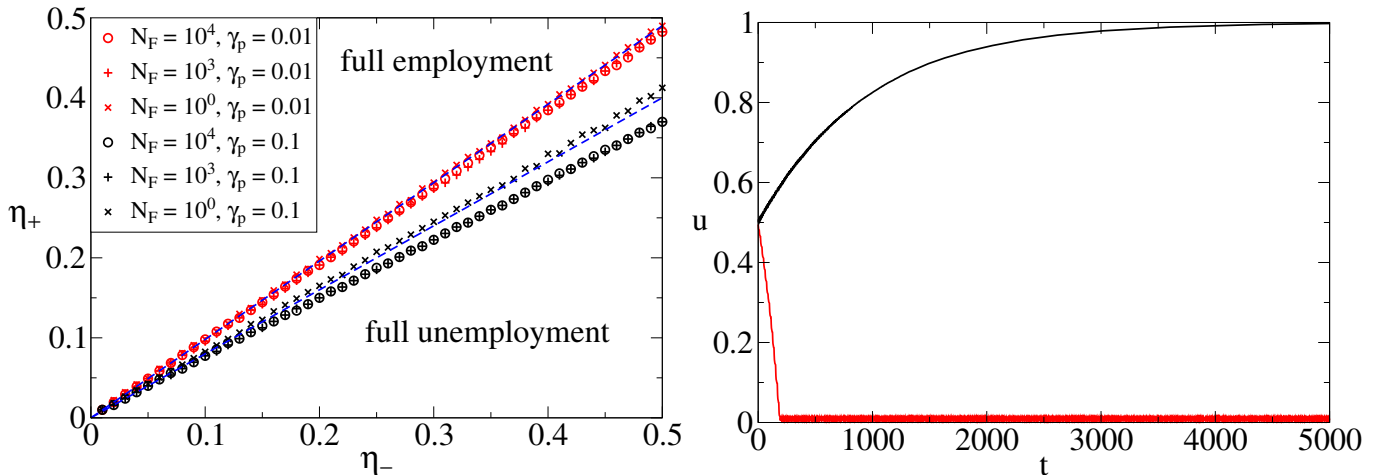 N_F = 10^4, γ_p = 0.01
N_F = 10^3, γ_p = 0.01
N_F = 10^0, γ_p = 0.01
N_F = 10^4, γ_p = 0.1
N_F = 10^3, γ_p = 0.1
N_F = 10^0, γ_p = 0.1
full employment
full unemployment
0.5
0.4
0.3
0.2
0.1
0
η_+
0 0.1 0.2 0.3 0.4 0.5
η_−
1
0.8
0.6
0.4
0.2
0
u
0 1000 2000 3000 4000 5000
t